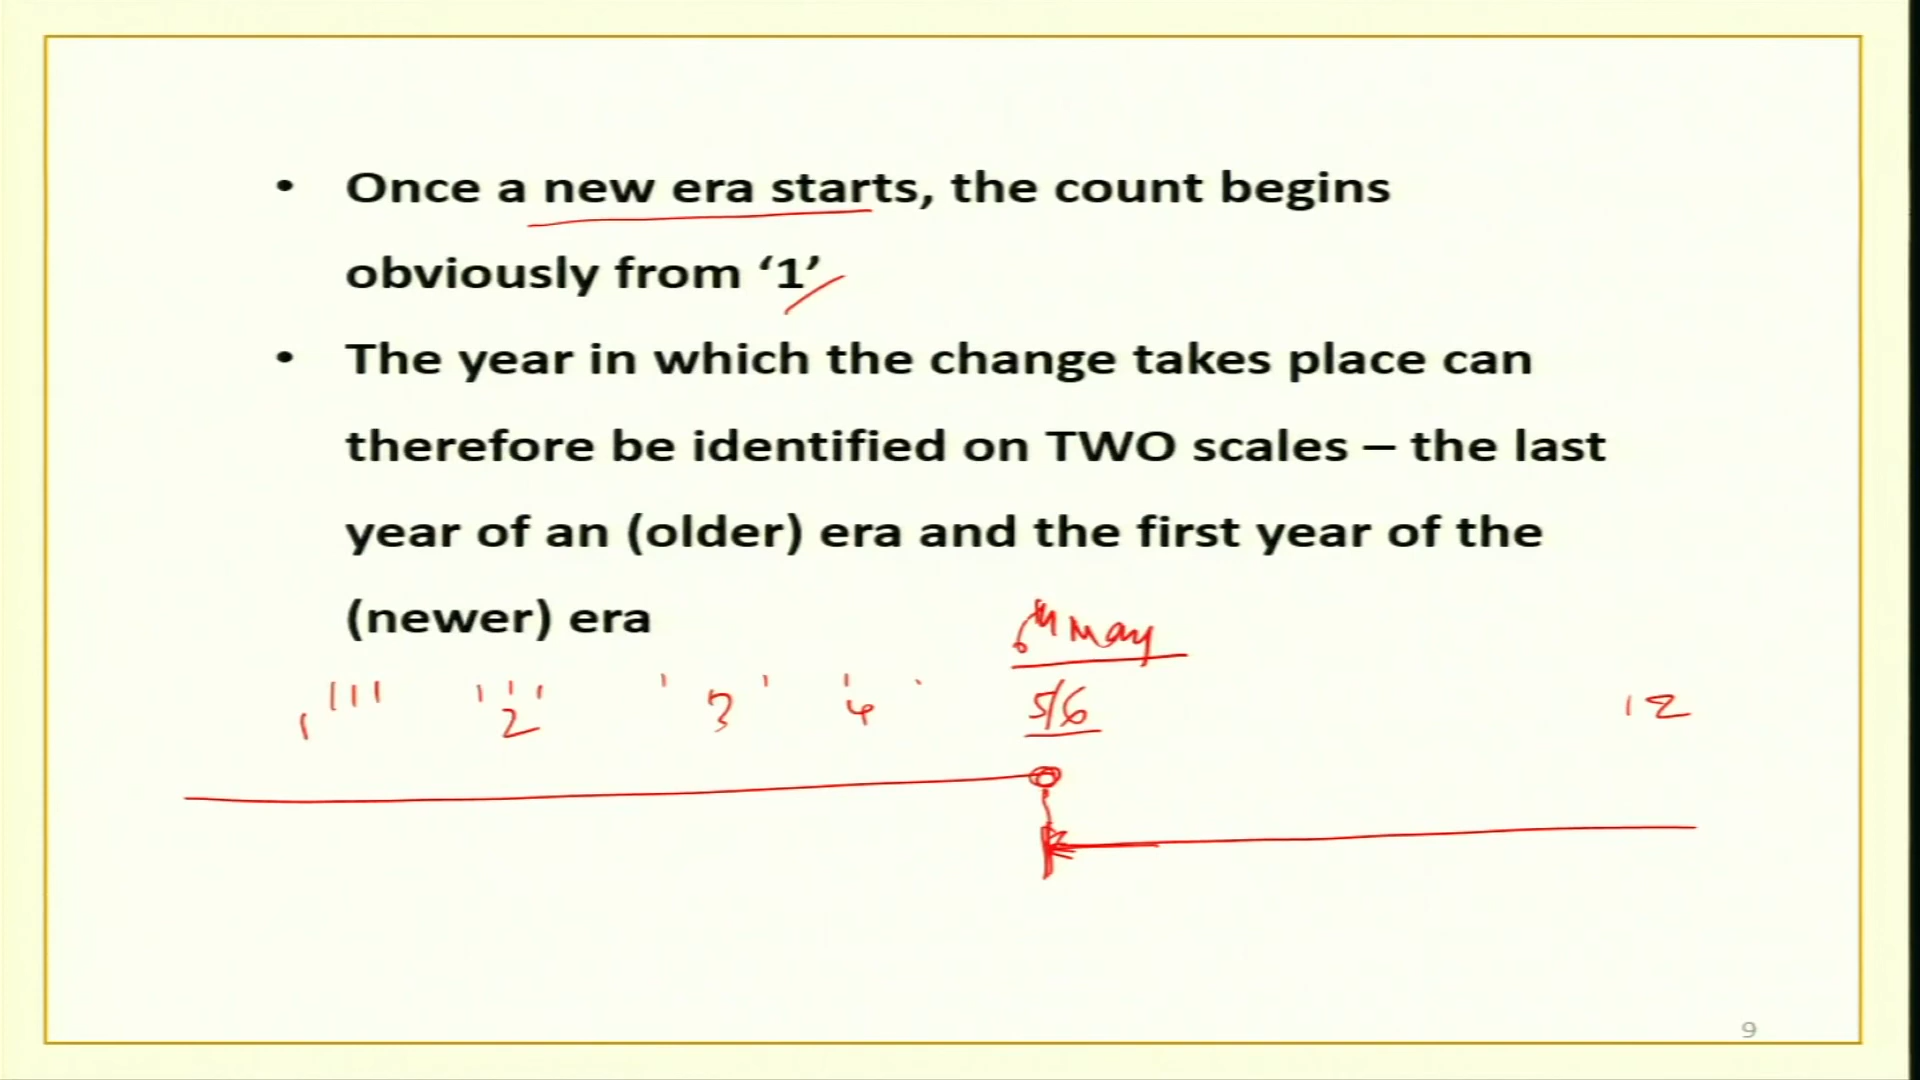 • Once a new era starts, the count begins
obviously from ‘1’
• The year in which the change takes place can
therefore be identified on TWO scales – the last
year of an (older) era and the first year of the
(newer) era
6th May
1 2 3 4 5/6 12
9